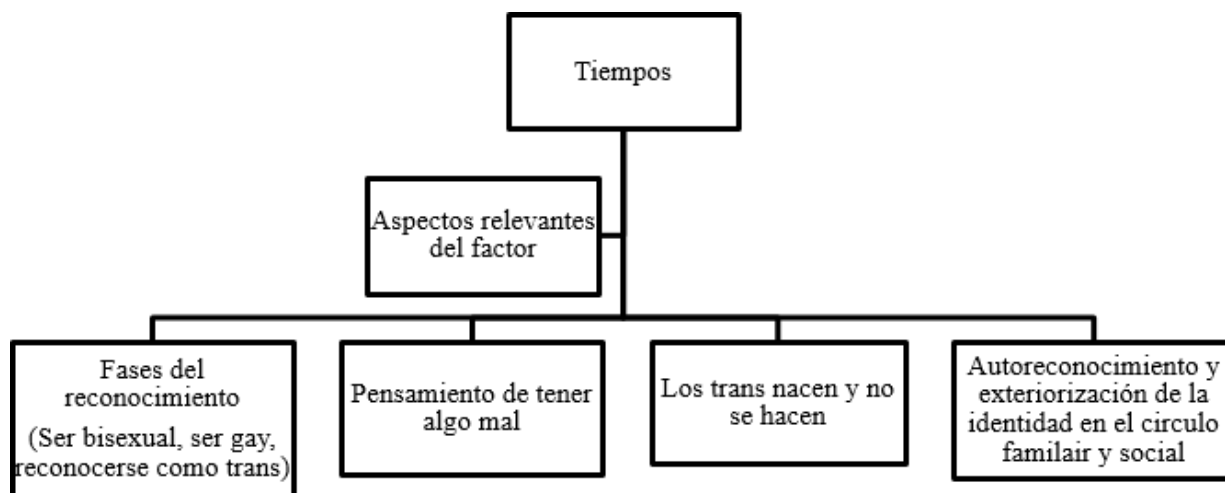 Tiempos
Aspectos relevantes
del factor
Fases del
reconocimiento
(Ser bisexual, ser gay,
reconocerse como trans)
Pensamiento de tener
algo mal
Los trans nacen y no
se hacen
Autoreconocimiento y
exteriorización de la
identidad en el circulo
familair y social